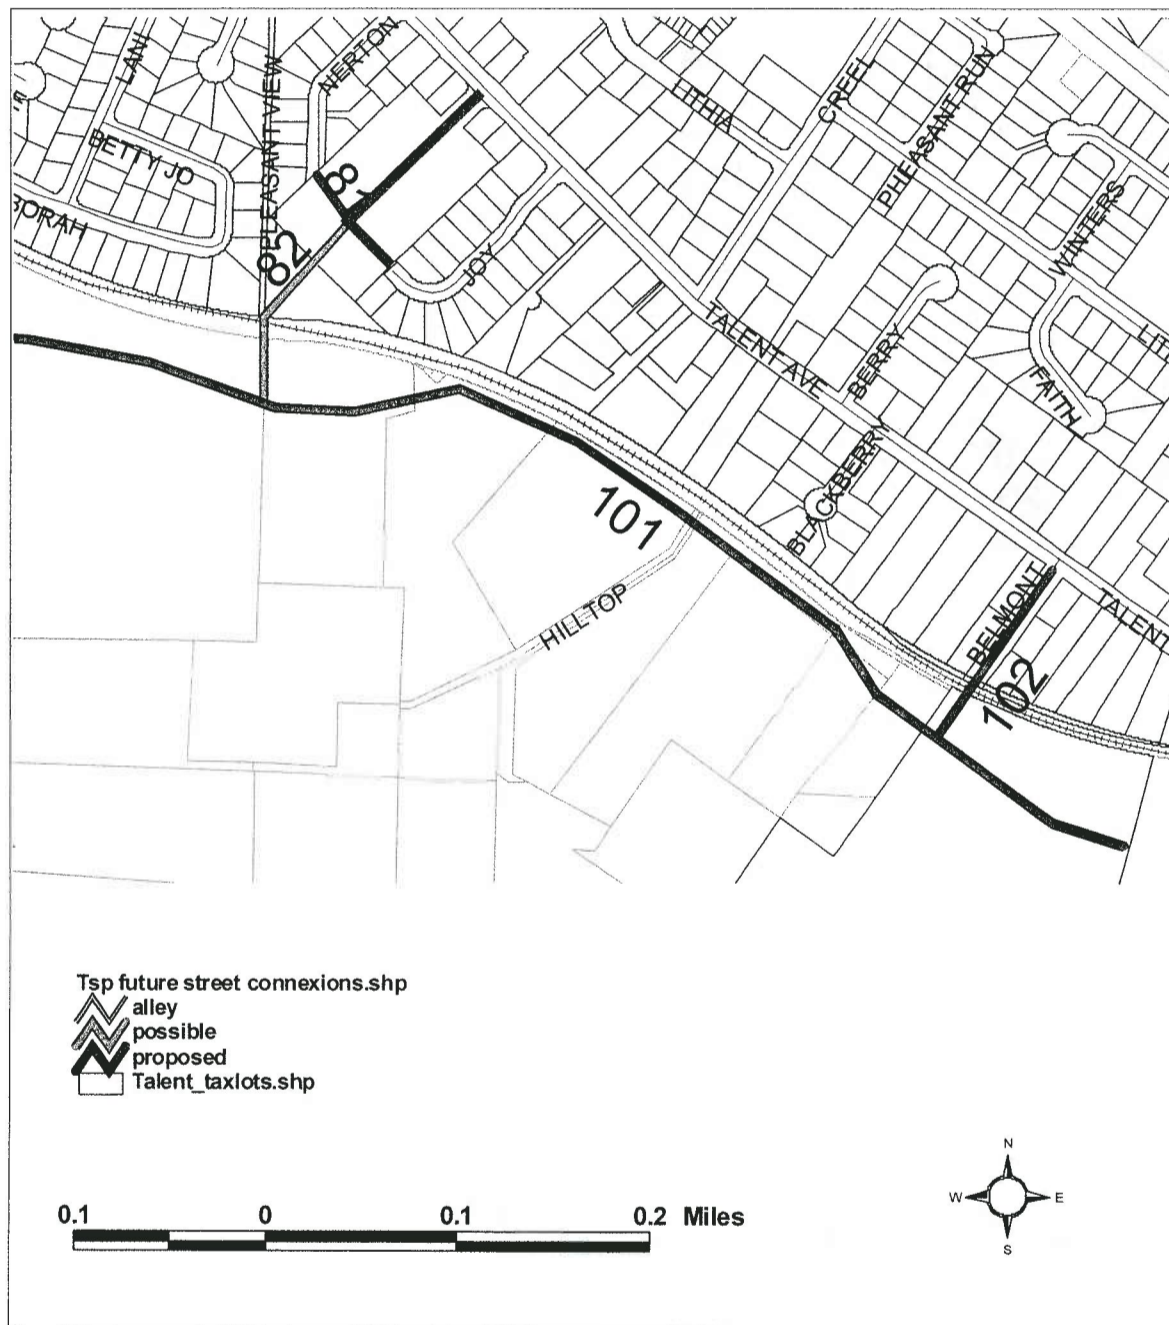 LANI
PLEASANT VIEW
NERTON
LITHIA
CREEL
PHEASANT RUN
BETTY JO
BORAH
82
JOY
WINTERS
TALENT AVE
BERRY
FAITH
BLACKBERRY
101
HILLTOP
BELMONT
TALENT
102
Tsp future street connexions.shp
alley
possible
proposed
Talent_taxlots.shp
N
W
E
S
0.1 0 0.1 0.2 Miles